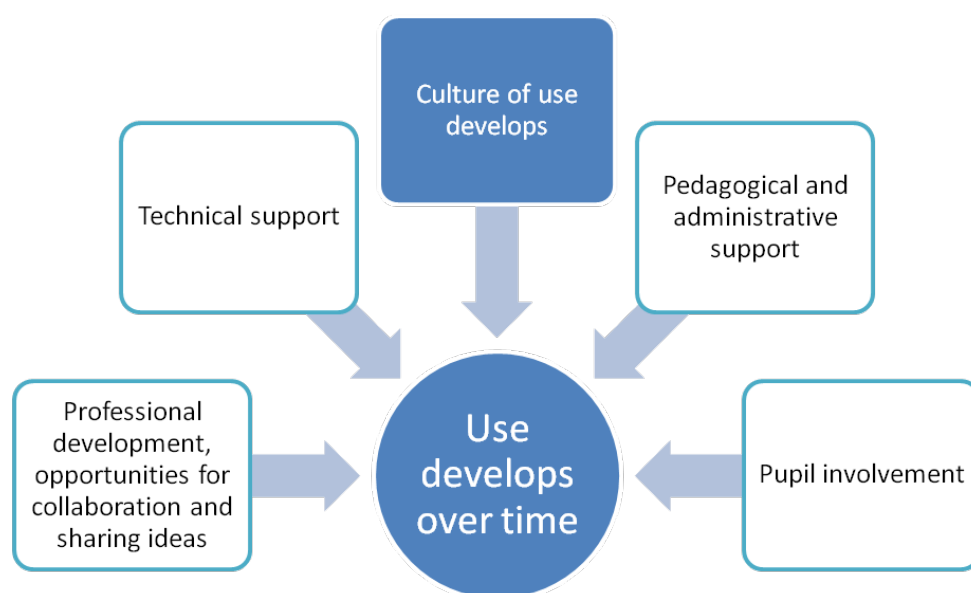 Culture of use
develops
Technical support
Pedagogical and
administrative
support
Professional
development,
opportunities for
collaboration and
sharing ideas
Use
develops
over time
Pupil involvement